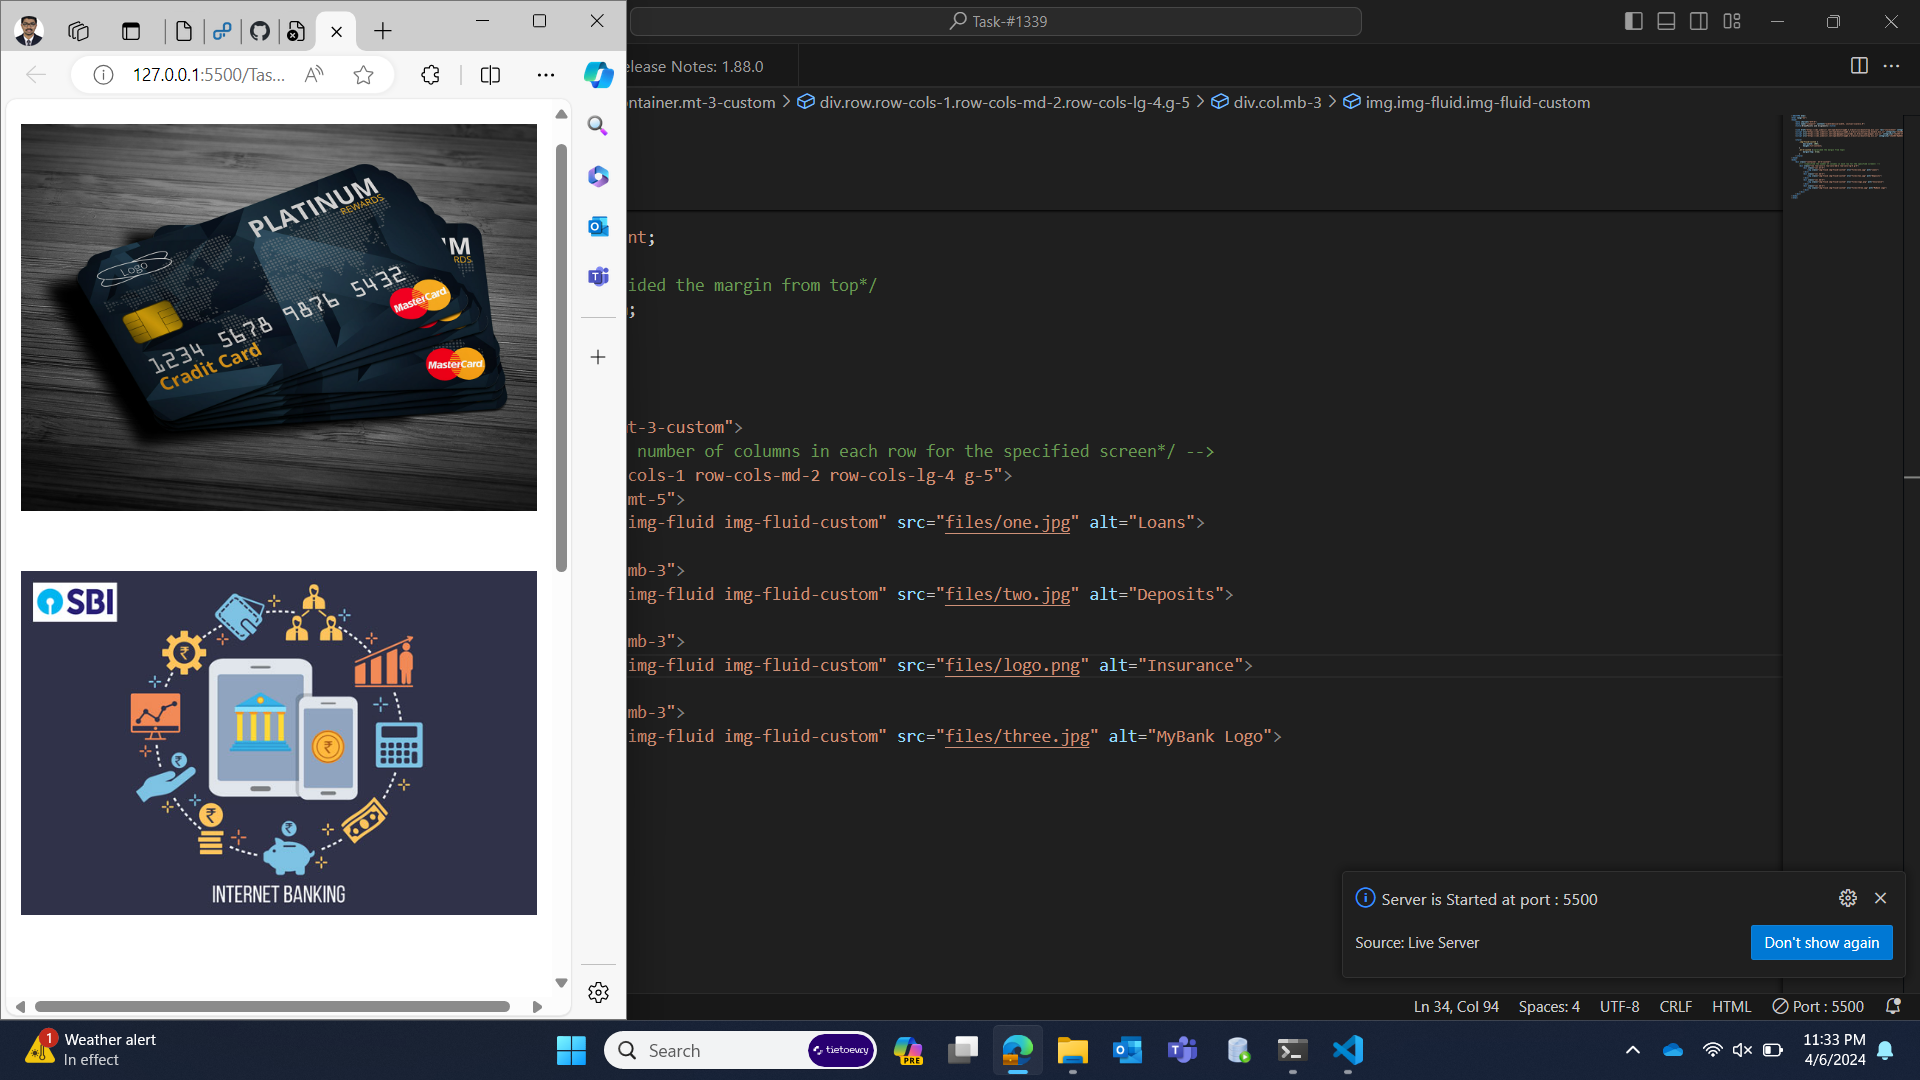 Task-#1339
127.0.0.1:5500/Tas...
elease Notes: 1.88.0
ontainer.mt-3-custom > div.row.row-cols-1.row-cols-md-2.row-cols-lg-4.g-5 > div.col.mb-3 > img.img-fluid.img-fluid-custom
PLATINUM
REWARDS
Logo
1234 5678 9876 5432
MasterCard
Cradit Card
MasterCard
SBI
INTERNET BANKING
nt;
ided the margin from top*/
;
t-3-custom">
number of columns in each row for the specified screen*/ -->
cols-1 row-cols-md-2 row-cols-lg-4 g-5">
mt-5">
img-fluid img-fluid-custom" src="files/one.jpg" alt="Loans">
mb-3">
img-fluid img-fluid-custom" src="files/two.jpg" alt="Deposits">
mb-3">
img-fluid img-fluid-custom" src="files/logo.png" alt="Insurance">
mb-3">
img-fluid img-fluid-custom" src="files/three.jpg" alt="MyBank Logo">
Server is Started at port : 5500
Source: Live Server
Don't show again
Ln 34, Col 94
Spaces: 4
UTF-8
CRLF
HTML
Port : 5500
1
Weather alert
In effect
Search
tietoevry
PRE
11:33 PM
4/6/2024